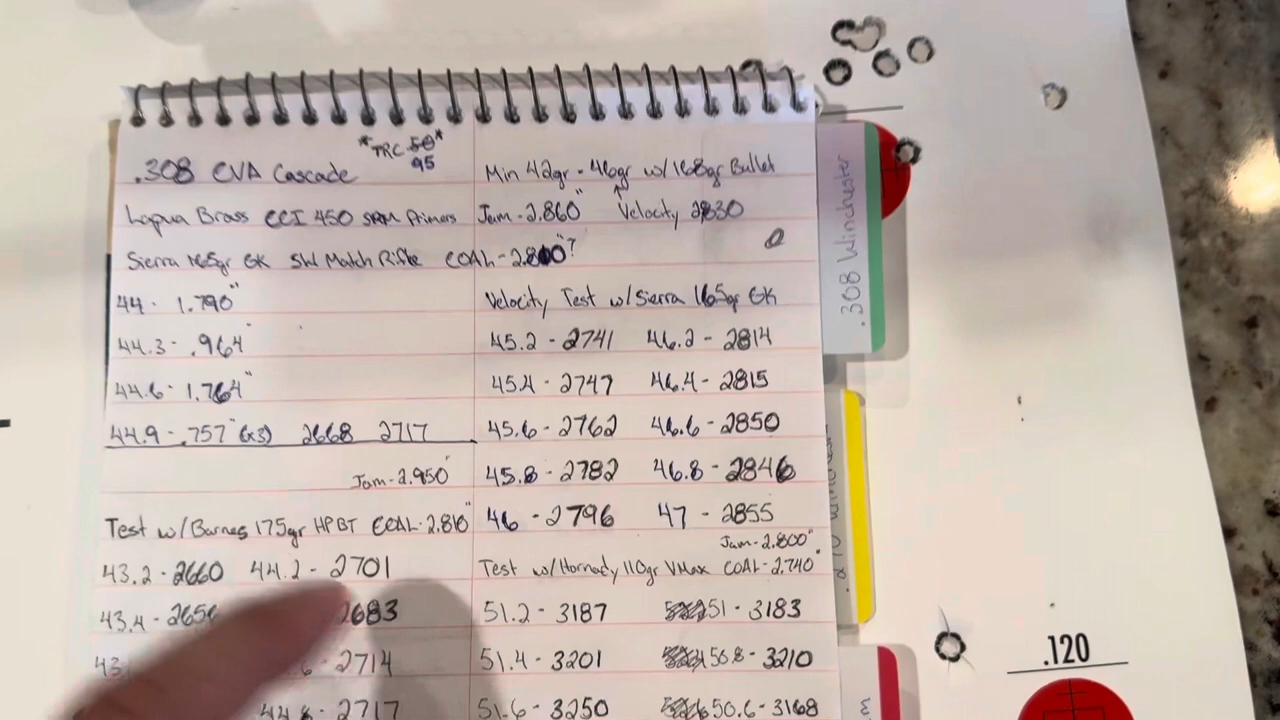 *TRC 50*
95
.308 CVA Cascade
Lapua Brass CCI 450 SRM Primers
Sierra 165gr GK SW Match Rifle COAL-2.800"?
44 - 1.790"
44.3 - .964"
44.6 - 1.764"
44.9 - .757" (x3) 2668 2717
Jam-2.950"
Test w/Barnes 175gr HPBT COAL-2.810"
43.2-2660 44.2-2701
43.4-265
2683
43.
- 2714
2717
Min 42gr - 46gr w/168gr Bullet
Jam-2.860" Velocity 2830
Velocity Test w/Sierra 165gr GK
45.2 - 2741 46.2 - 2814
45.4 - 2747 46.4 - 2815
45.6 - 2762 46.6 - 2850
45.8 - 2782 46.8 - 2846
46 - 2796 47 - 2855
Jam-2.800"
Test w/Hornady 110gr VMax COAL-2.740"
51.2 - 3187 51 - 3183
51.4 - 3201 50.8 - 3210
51.6 - 3250 50.6 - 3168
.308 Winchester
.120